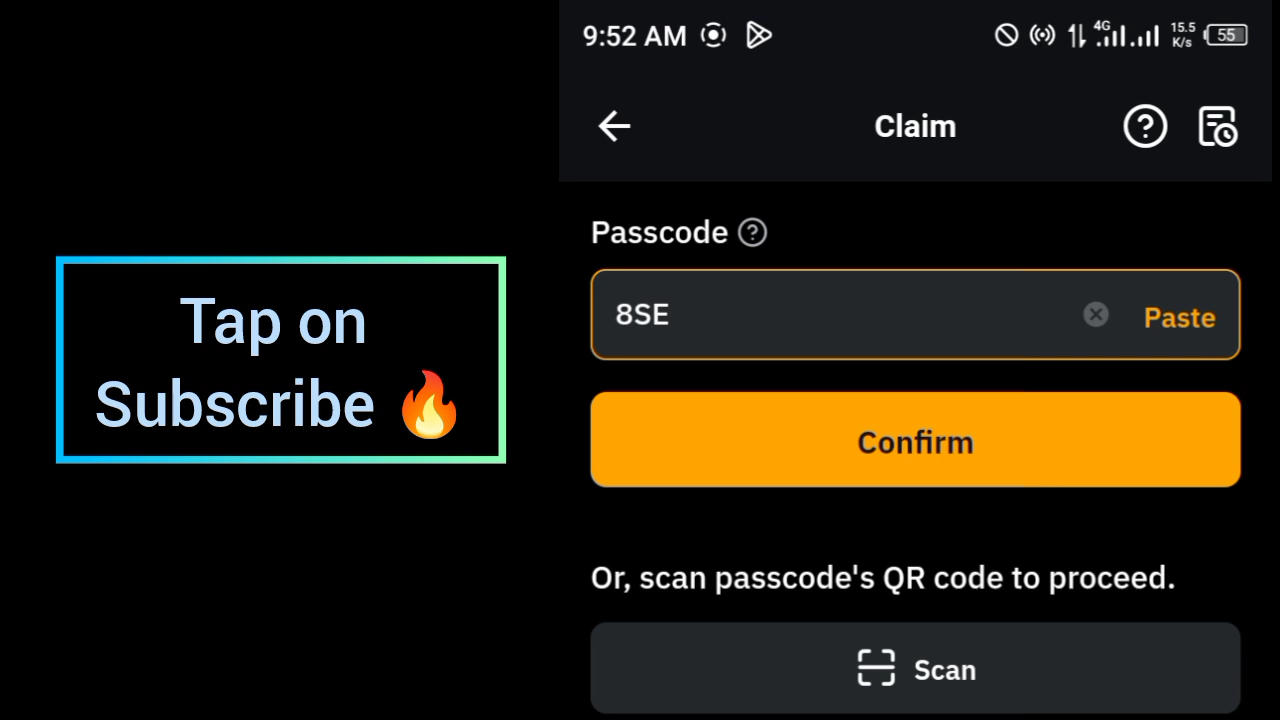 9:52 AM
4G
15.5
K/s
55
Claim
Passcode
8SE
Paste
Confirm
Or, scan passcode's QR code to proceed.
Scan
Tap on
Subscribe 🔥